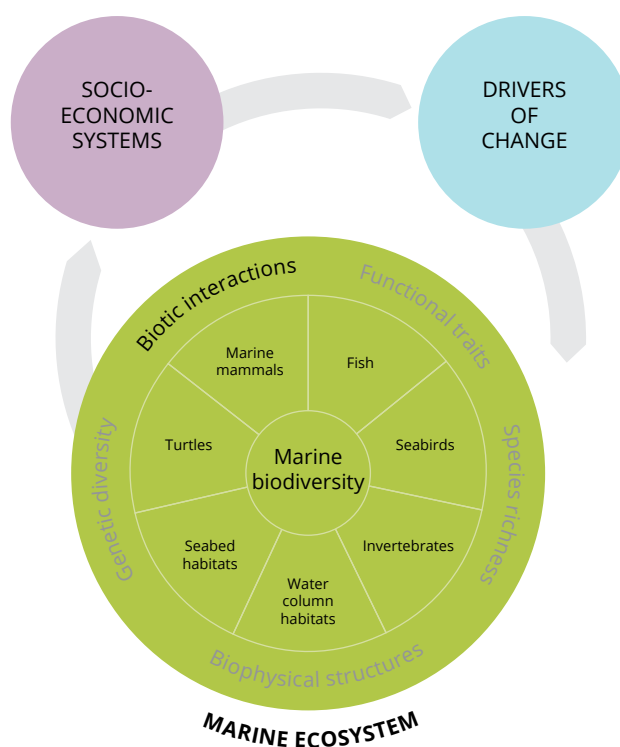 SOCIO-
ECONOMIC
SYSTEMS
DRIVERS
OF
CHANGE
Biotic interactions
Functional traits
Marine
mammals
Fish
Turtles
Seabirds
Marine
biodiversity
Genetic diversity
Species richness
Seabed
habitats
Invertebrates
Water
column
habitats
Biophysical structures
MARINE ECOSYSTEM